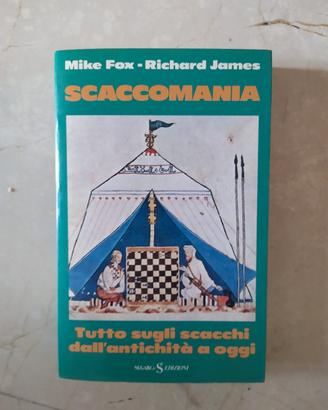 Mike Fox - Richard James
SCACCOMANIA
Tutto sugli scacchi
dall'antichità a oggi
SUGARCO EDIZIONI